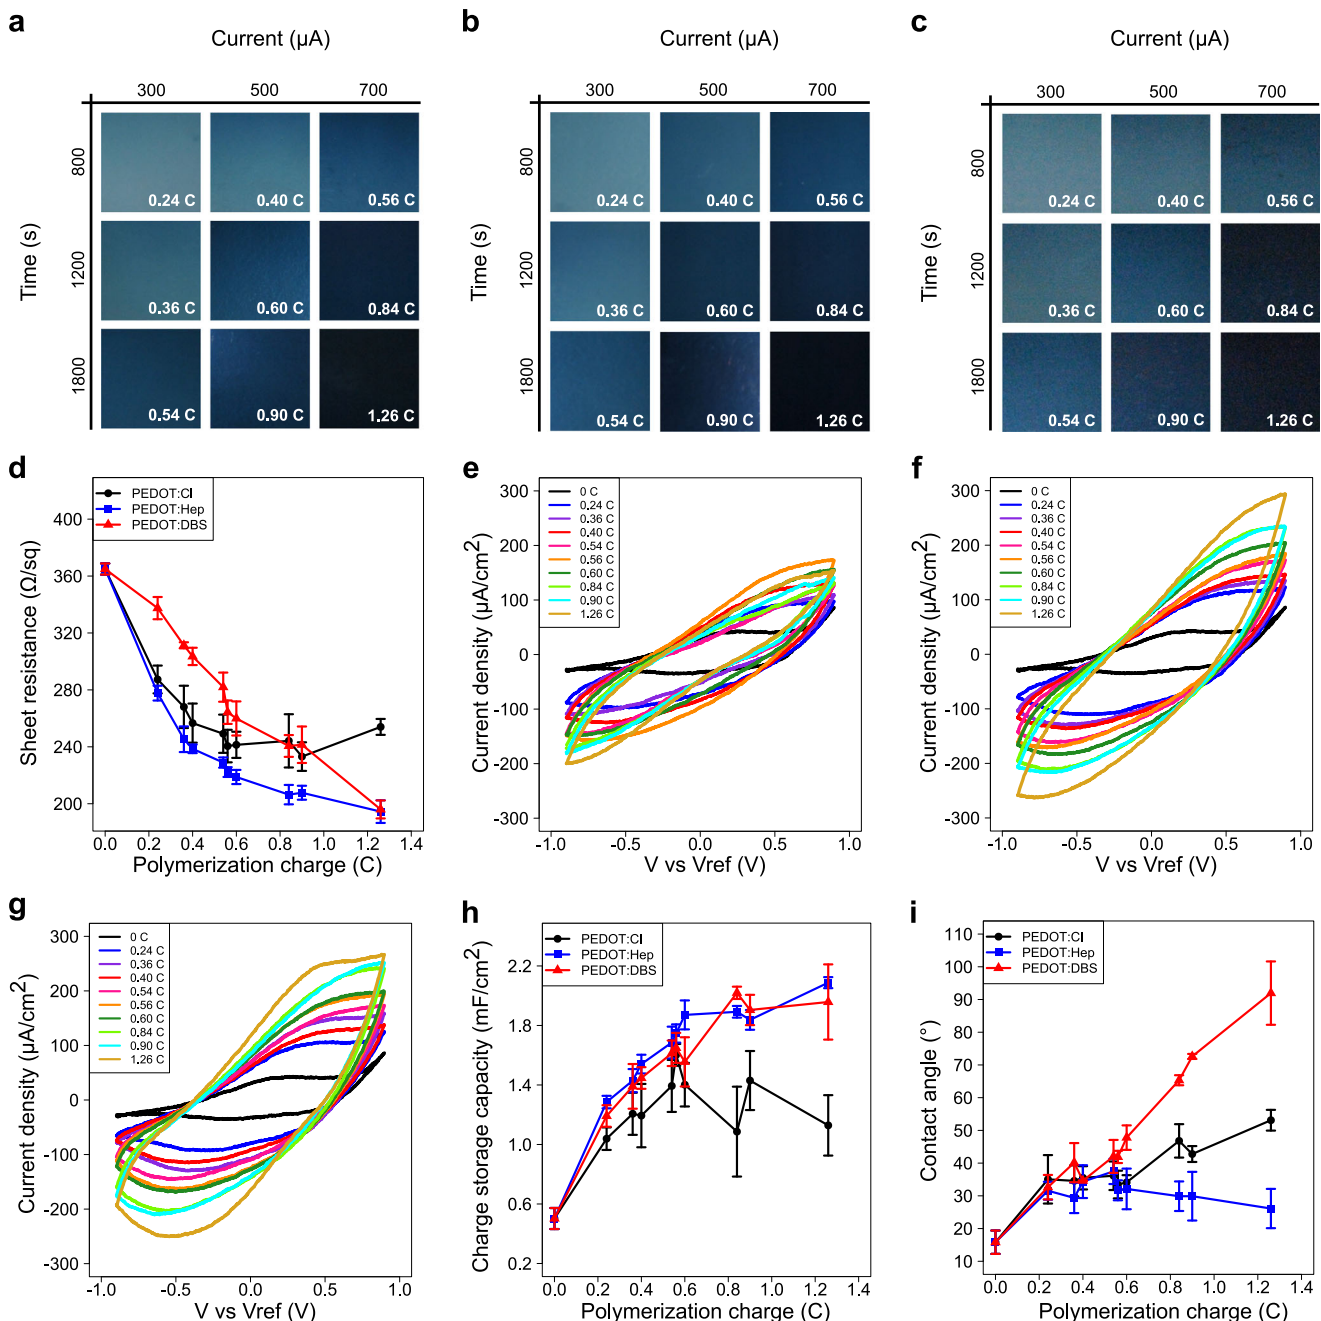 a
Current (µA)
300 500 700
Time (s)
800
0.24 C 0.40 C 0.56 C
1200
0.36 C 0.60 C 0.84 C
1800
0.54 C 0.90 C 1.26 C
b
Current (µA)
300 500 700
Time (s)
800
0.24 C 0.40 C 0.56 C
1200
0.36 C 0.60 C 0.84 C
1800
0.54 C 0.90 C 1.26 C
c
Current (µA)
300 500 700
Time (s)
800
0.24 C 0.40 C 0.56 C
1200
0.36 C 0.60 C 0.84 C
1800
0.54 C 0.90 C 1.26 C
d
PEDOT:Cl
PEDOT:Hep
PEDOT:DBS
Sheet resistance (Ω/sq)
400
360
320
280
240
200
0.0 0.2 0.4 0.6 0.8 1.0 1.2 1.4
Polymerization charge (C)
e
0 C
0.24 C
0.36 C
0.40 C
0.54 C
0.56 C
0.60 C
0.84 C
0.90 C
1.26 C
Current density (µA/cm²)
300
200
100
0
-100
-200
-300
-1.0 -0.5 0.0 0.5 1.0
V vs Vref (V)
f
0 C
0.24 C
0.36 C
0.40 C
0.54 C
0.56 C
0.60 C
0.84 C
0.90 C
1.26 C
Current density (µA/cm²)
300
200
100
0
-100
-200
-300
-1.0 -0.5 0.0 0.5 1.0
V vs Vref (V)
g
0 C
0.24 C
0.36 C
0.40 C
0.54 C
0.56 C
0.60 C
0.84 C
0.90 C
1.26 C
Current density (µA/cm²)
300
200
100
0
-100
-200
-300
-1.0 -0.5 0.0 0.5 1.0
V vs Vref (V)
h
PEDOT:Cl
PEDOT:Hep
PEDOT:DBS
Charge storage capacity (mF/cm²)
2.2
1.8
1.4
1.0
0.6
0.2
0.0 0.2 0.4 0.6 0.8 1.0 1.2 1.4
Polymerization charge (C)
i
PEDOT:Cl
PEDOT:Hep
PEDOT:DBS
Contact angle (°)
110
100
90
80
70
60
50
40
30
20
10
0.0 0.2 0.4 0.6 0.8 1.0 1.2 1.4
Polymerization charge (C)